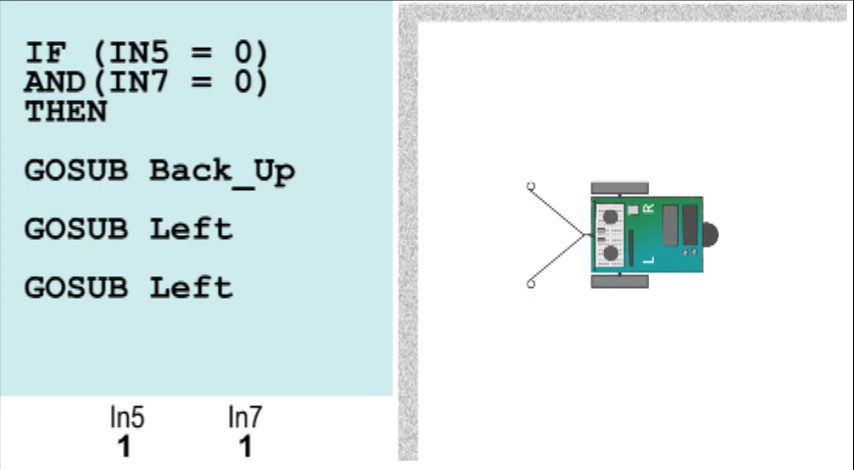 IF (IN5 = 0)
AND(IN7 = 0)
THEN
GOSUB Back_Up
GOSUB Left
GOSUB Left
In5 In7
1 1
R
L